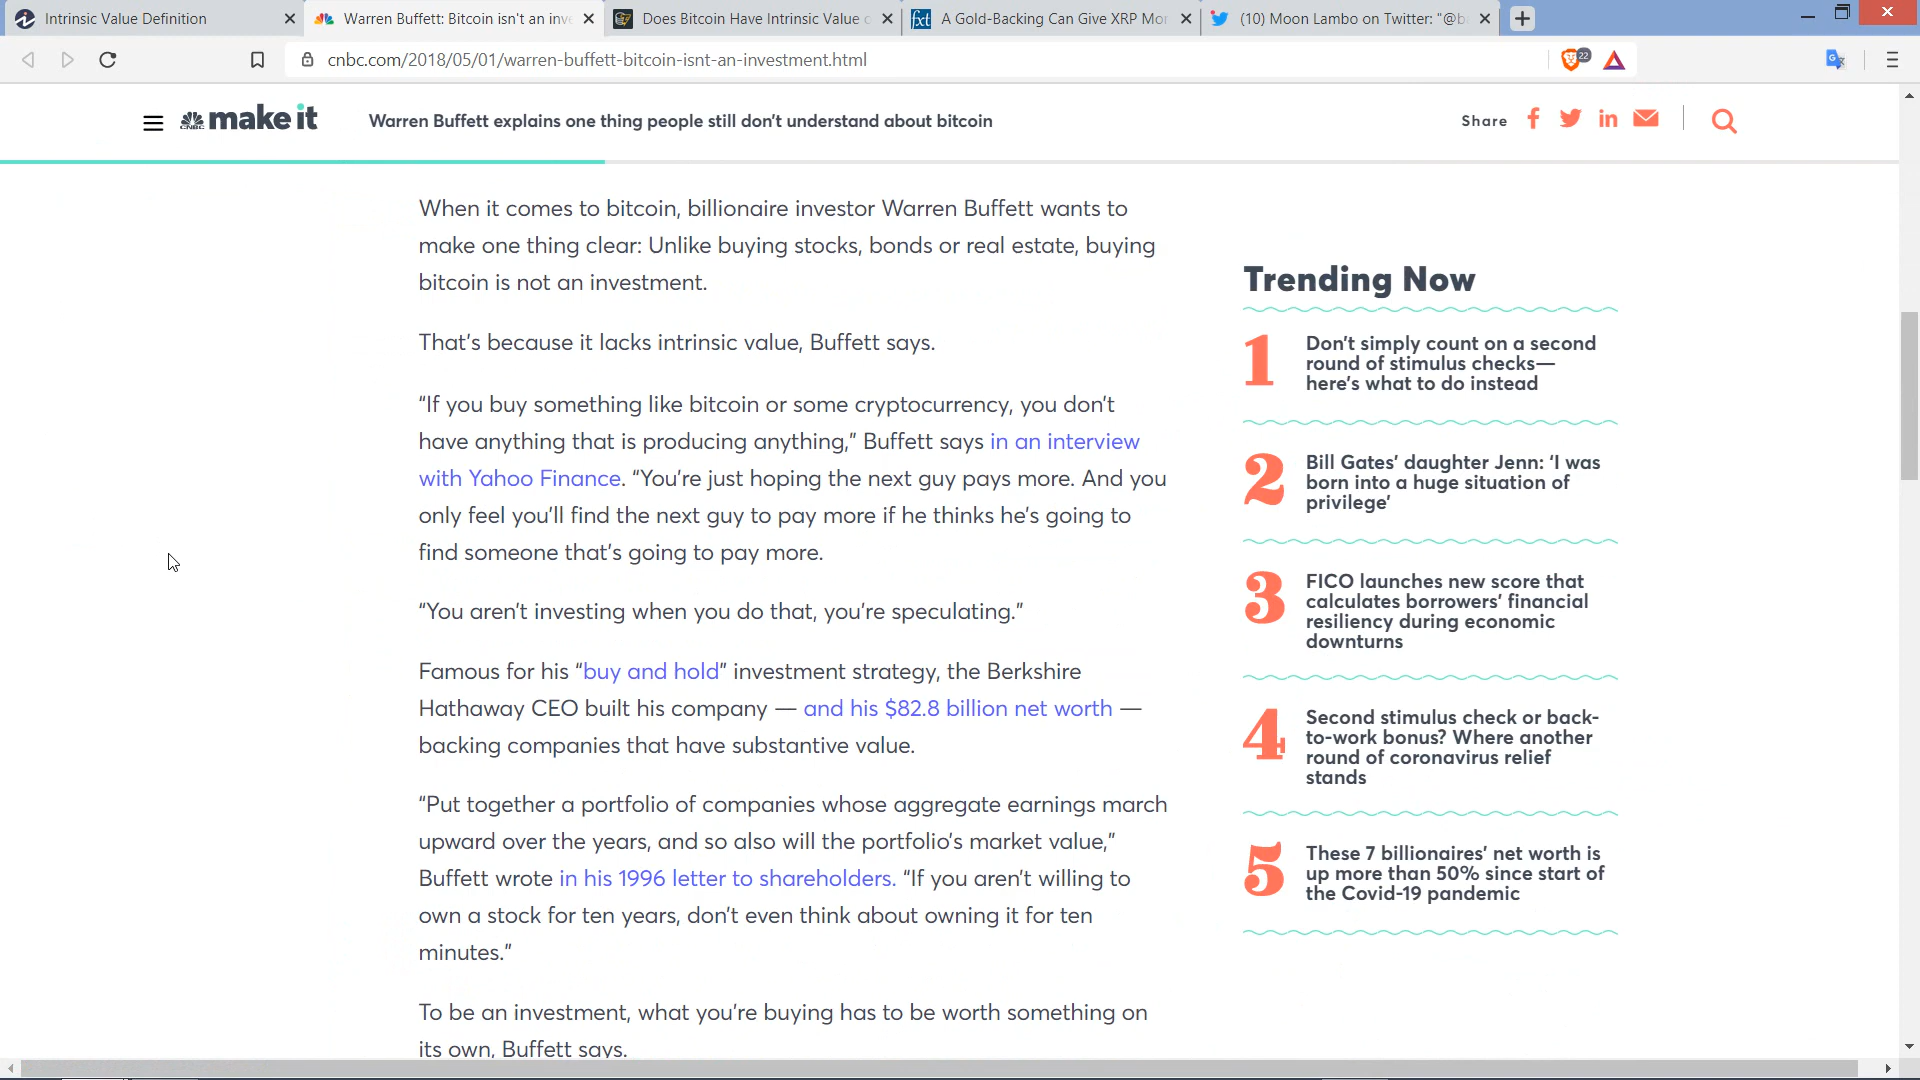 Intrinsic Value Definition
Warren Buffett: Bitcoin isn't an inve
Does Bitcoin Have Intrinsic Value o
A Gold-Backing Can Give XRP Mor
(10) Moon Lambo on Twitter: "@b
cnbc.com/2018/05/01/warren-buffett-bitcoin-isnt-an-investment.html
22
CNBC make it
Warren Buffett explains one thing people still don't understand about bitcoin
Share
When it comes to bitcoin, billionaire investor Warren Buffett wants to
make one thing clear: Unlike buying stocks, bonds or real estate, buying
bitcoin is not an investment.
That's because it lacks intrinsic value, Buffett says.
“If you buy something like bitcoin or some cryptocurrency, you don't
have anything that is producing anything,” Buffett says in an interview
with Yahoo Finance. “You're just hoping the next guy pays more. And you
only feel you'll find the next guy to pay more if he thinks he's going to
find someone that's going to pay more.
“You aren't investing when you do that, you're speculating.”
Famous for his “buy and hold” investment strategy, the Berkshire
Hathaway CEO built his company — and his $82.8 billion net worth —
backing companies that have substantive value.
“Put together a portfolio of companies whose aggregate earnings march
upward over the years, and so also will the portfolio's market value,”
Buffett wrote in his 1996 letter to shareholders. “If you aren't willing to
own a stock for ten years, don't even think about owning it for ten
minutes.”
To be an investment, what you're buying has to be worth something on
its own, Buffett says.
Trending Now
1
Don't simply count on a second
round of stimulus checks—
here's what to do instead
2
Bill Gates' daughter Jenn: ‘I was
born into a huge situation of
privilege’
3
FICO launches new score that
calculates borrowers' financial
resiliency during economic
downturns
4
Second stimulus check or back-
to-work bonus? Where another
round of coronavirus relief
stands
5
These 7 billionaires' net worth is
up more than 50% since start of
the Covid-19 pandemic